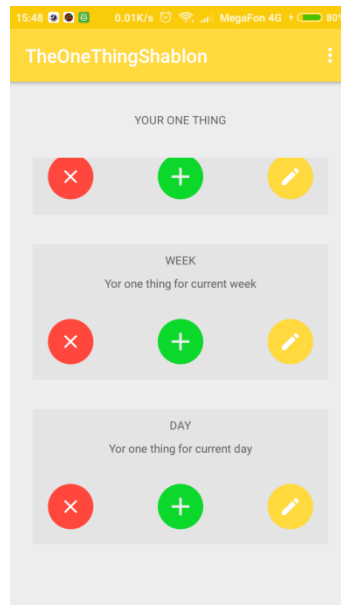 15:48 0.01K/s MegaFon 4G 80%
TheOneThingShablon
YOUR ONE THING
WEEK
Yor one thing for current week
DAY
Yor one thing for current day